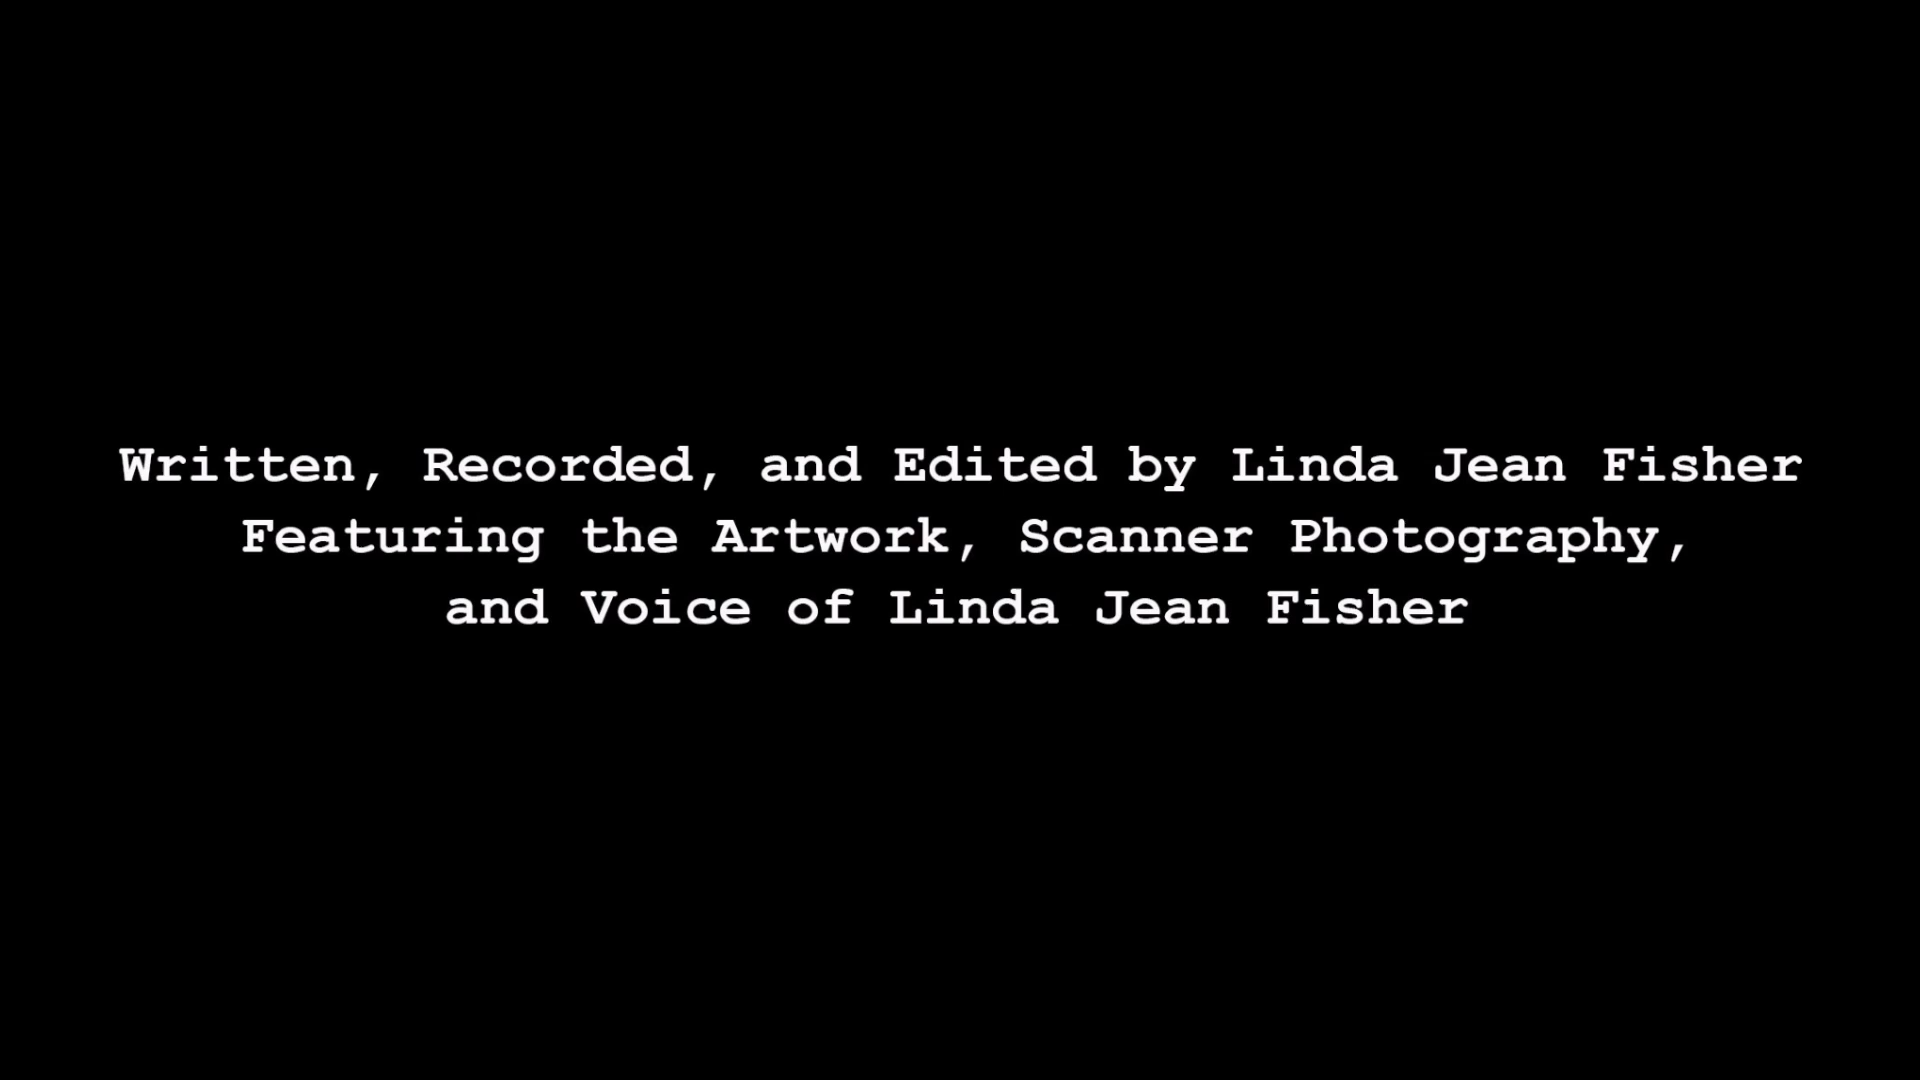 Written, Recorded, and Edited by Linda Jean Fisher
Featuring the Artwork, Scanner Photography,
and Voice of Linda Jean Fisher